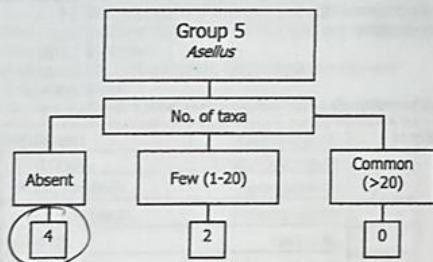 Group 5
Asellus
No. of taxa
Absent
Few (1-20)
Common
(>20)
4
2
0